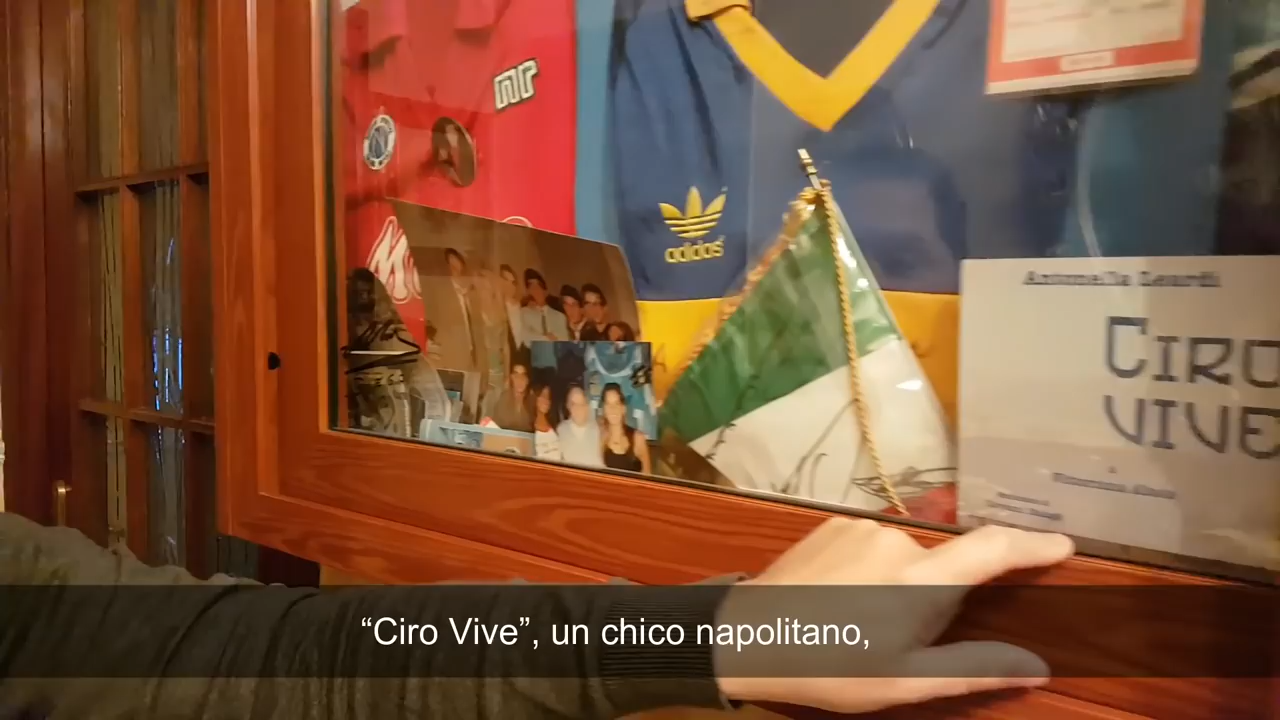 nr
N
adidas
Antonella Leardi
CIRO
VIVE
“Ciro Vive”, un chico napolitano,